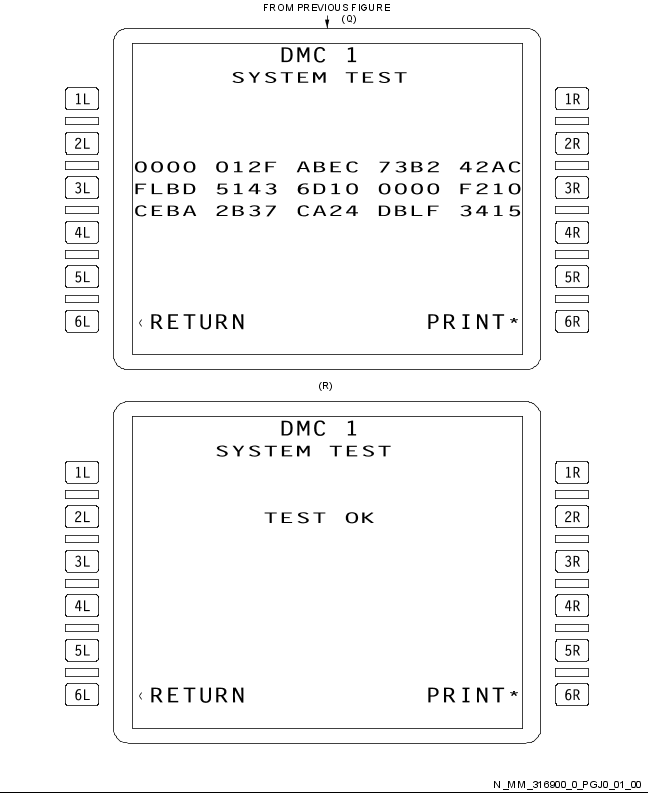 FROM PREVIOUS FIGURE
(Q)
DMC 1
SYSTEM TEST
1L 1R
2L 2R
0000 012F ABEC 73B2 42AC
3L FLBD 5143 6D10 0000 F210 3R
CEBA 2B37 CA24 DBLF 3415
4L 4R
5L 5R
6L ‹RETURN PRINT* 6R
(R)
DMC 1
SYSTEM TEST
1L 1R
2L TEST OK 2R
3L 3R
4L 4R
5L 5R
6L ‹RETURN PRINT* 6R
N_MM_316900_0_PGJ0_01_00